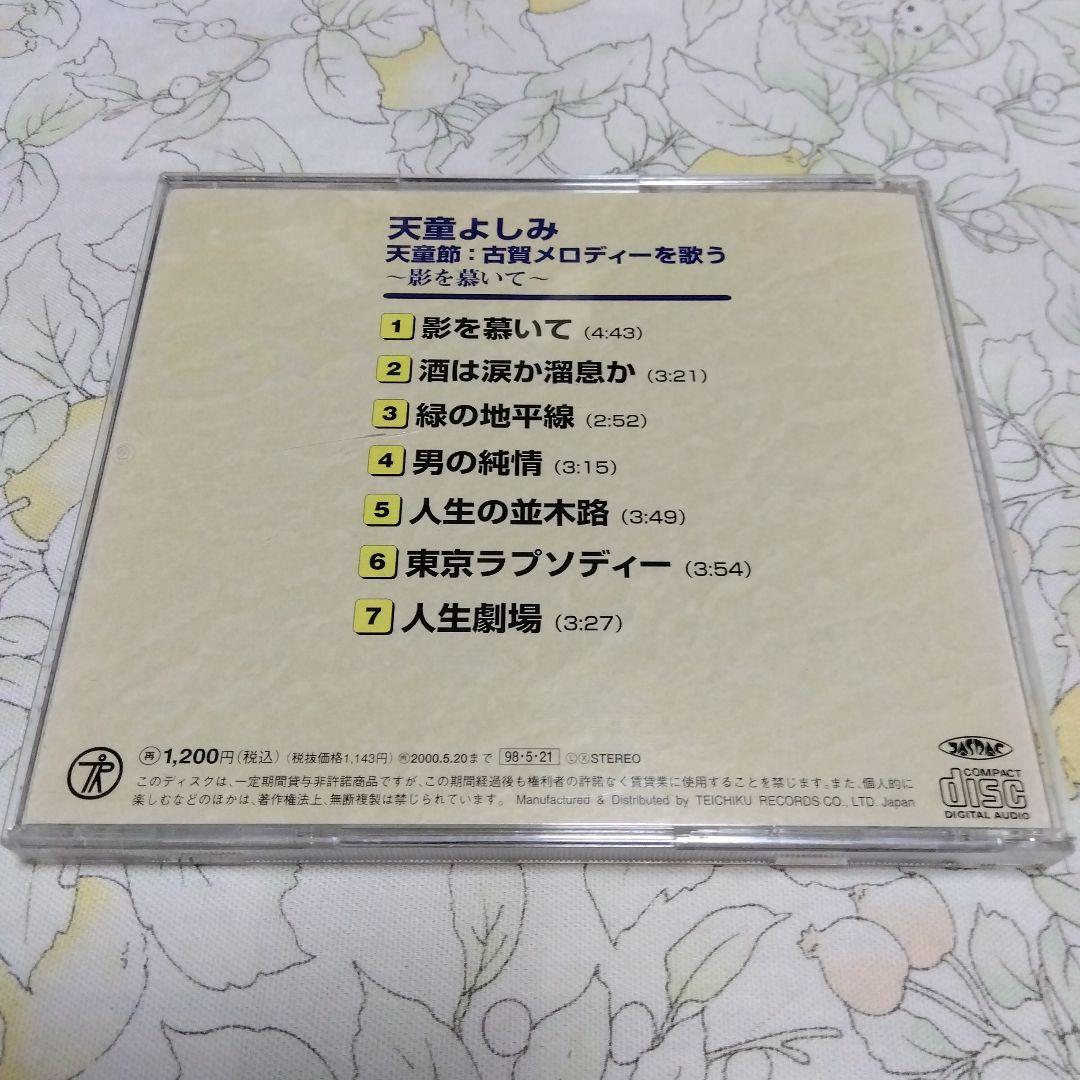 天童よしみ
天童節：古賀メロディーを歌う
～影を慕いて～
1 影を慕いて (4:43)
2 酒は涙か溜息か (3:21)
3 緑の地平線 (2:52)
4 男の純情 (3:15)
5 人生の並木路 (3:49)
6 東京ラプソディー (3:54)
7 人生劇場 (3:27)
再 1,200円(税込) (税抜価格1,143円) 2000.5.20まで 98・5・21 STEREO
このディスクは、一定期間貸与非許諾商品ですが、この期間経過後も権利者の許諾なく賃貸業に使用することを禁じます。また、個人的に
楽しむなどのほかは、著作権法上、無断複製は禁じられています。 Manufactured & Distributed by TEICHIKU RECORDS CO., LTD. Japan
JASRAC
COMPACT
disc
DIGITAL AUDIO